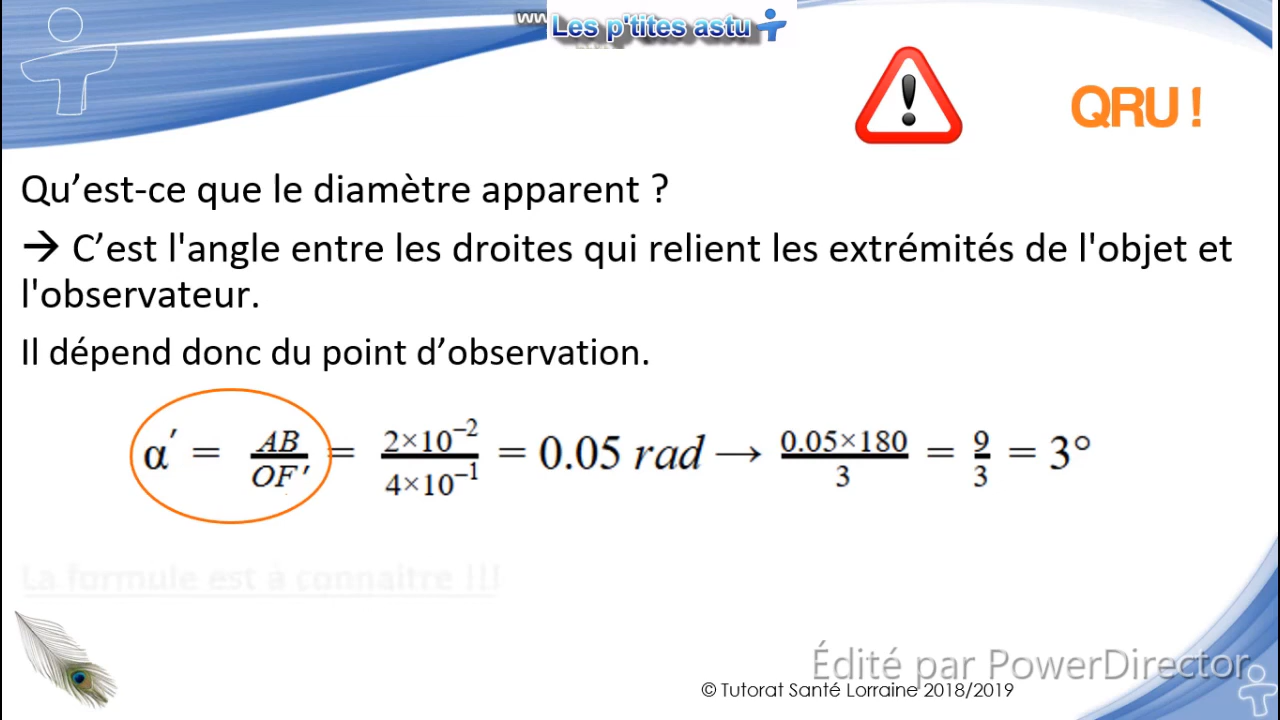 ww
Les p'tites astu
QRU !
Qu’est-ce que le diamètre apparent ?
→ C’est l'angle entre les droites qui relient les extrémités de l'objet et
l'observateur.
Il dépend donc du point d’observation.
α′ = AB/OF' = 2×10⁻²/4×10⁻¹ = 0.05 rad → 0.05×180/3 = 9/3 = 3°
La formule est à connaitre !!!
Édité par PowerDirector
© Tutorat Santé Lorraine 2018/2019